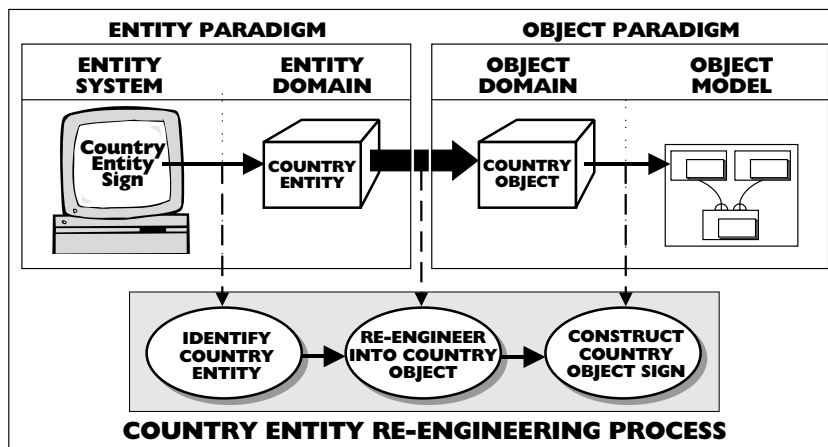 ENTITY PARADIGM
OBJECT PARADIGM
ENTITY
SYSTEM
ENTITY
DOMAIN
OBJECT
DOMAIN
OBJECT
MODEL
Country
Entity
Sign
COUNTRY
ENTITY
COUNTRY
OBJECT
IDENTIFY
COUNTRY
ENTITY
RE-ENGINEER
INTO COUNTRY
OBJECT
CONSTRUCT
COUNTRY
OBJECT SIGN
COUNTRY ENTITY RE-ENGINEERING PROCESS